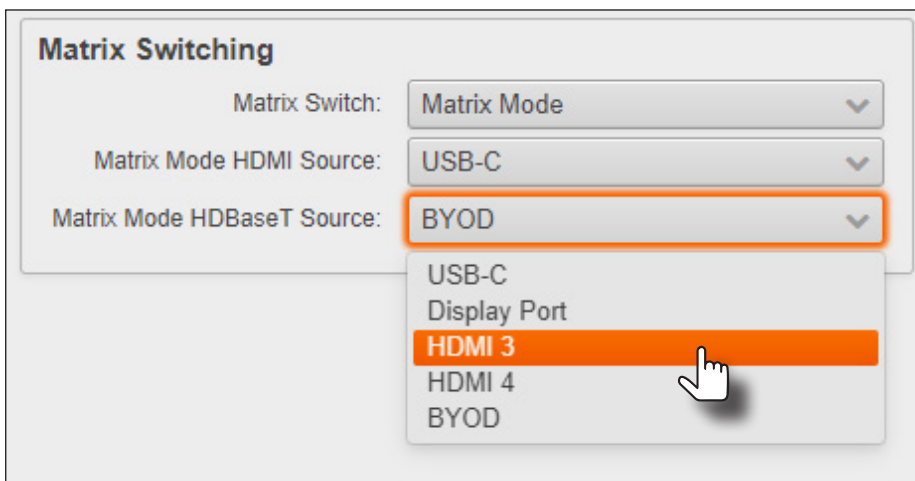 Matrix Switching
Matrix Switch: Matrix Mode
Matrix Mode HDMI Source: USB-C
Matrix Mode HDBaseT Source: BYOD
USB-C
Display Port
HDMI 3
HDMI 4
BYOD